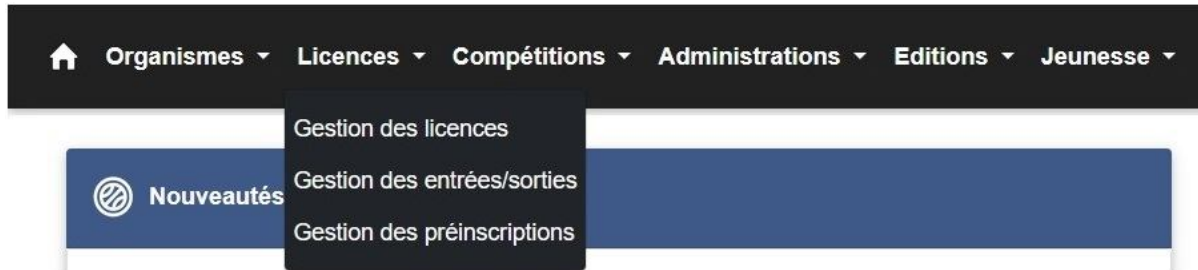 Organismes Licences Compétitions Administrations Editions Jeunesse
Gestion des licences
Nouveautés
Gestion des entrées/sorties
Gestion des préinscriptions